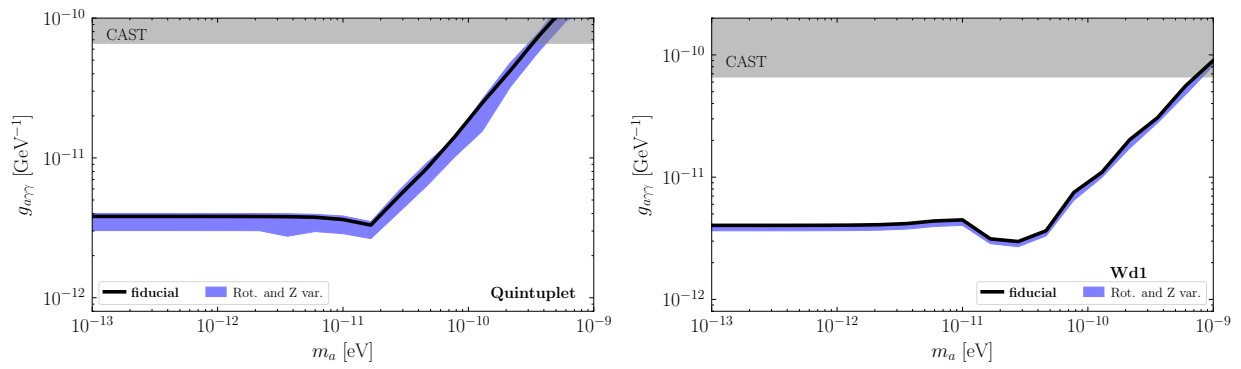 10⁻¹⁰
CAST
10⁻¹¹
10⁻¹²
g_{aγγ} [GeV⁻¹]
fiducial
Rot. and Z var.
Quintuplet
10⁻¹³ 10⁻¹² 10⁻¹¹ 10⁻¹⁰ 10⁻⁹
m_a [eV]
10⁻¹⁰
CAST
10⁻¹¹
10⁻¹²
g_{aγγ} [GeV⁻¹]
Wd1
fiducial
Rot. and Z var.
10⁻¹³ 10⁻¹² 10⁻¹¹ 10⁻¹⁰ 10⁻⁹
m_a [eV]